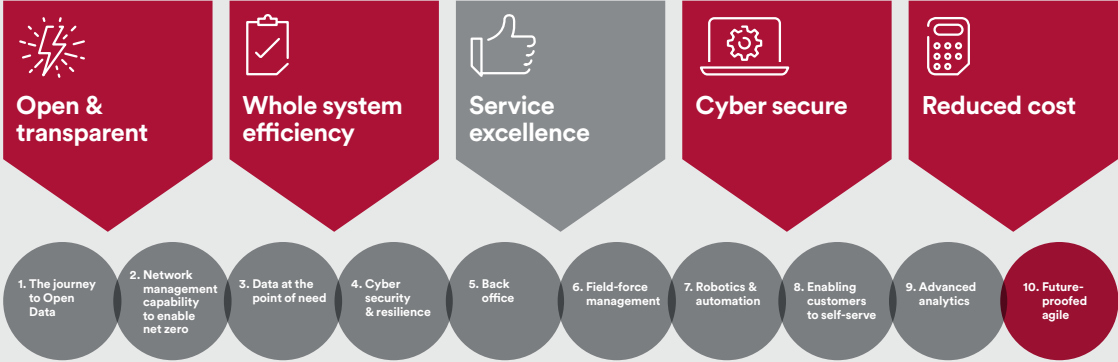 Open &
transparent
Whole system
efficiency
Service
excellence
Cyber secure
Reduced cost
1. The journey
to Open
Data
2. Network
management
capability
to enable
net zero
3. Data at the
point of need
4. Cyber
security
& resilience
5. Back
office
6. Field-force
management
7. Robotics &
automation
8. Enabling
customers
to self-serve
9. Advanced
analytics
10. Future-
proofed
agile